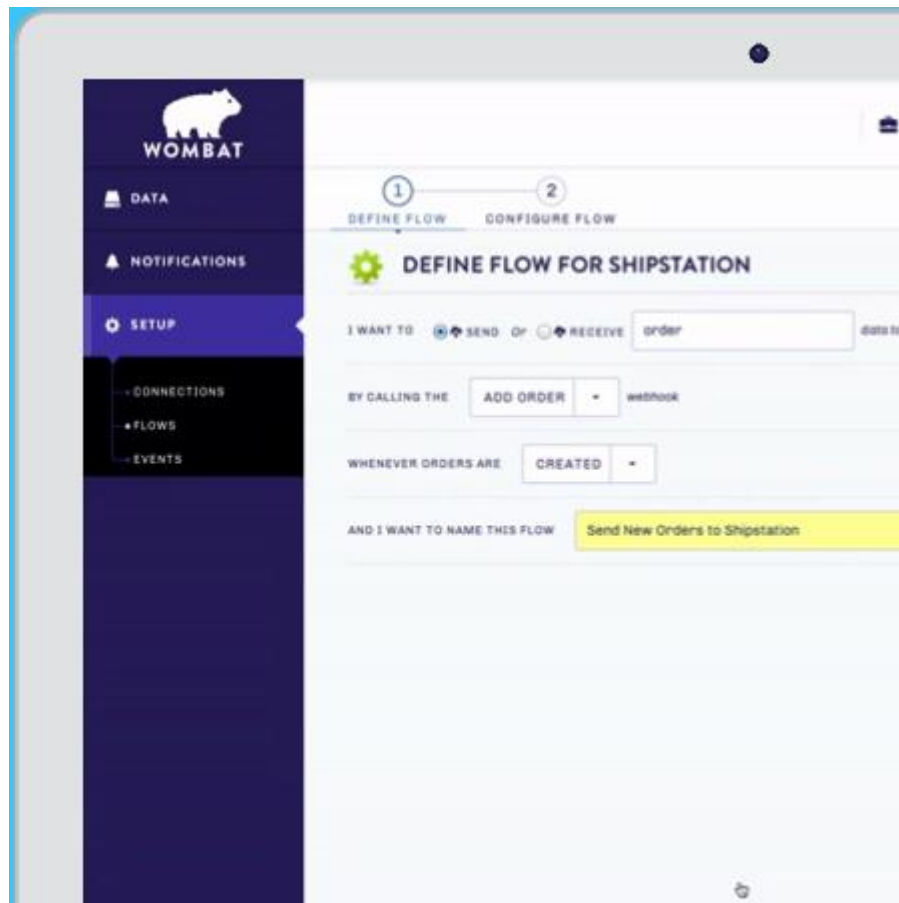 WOMBAT
DATA
NOTIFICATIONS
SETUP
CONNECTIONS
FLOWS
EVENTS
1 2
DEFINE FLOW CONFIGURE FLOW
DEFINE FLOW FOR SHIPSTATION
I WANT TO SEND or RECEIVE order data
BY CALLING THE ADD ORDER webhook
WHENEVER ORDERS ARE CREATED
AND I WANT TO NAME THIS FLOW Send New Orders to Shipstation